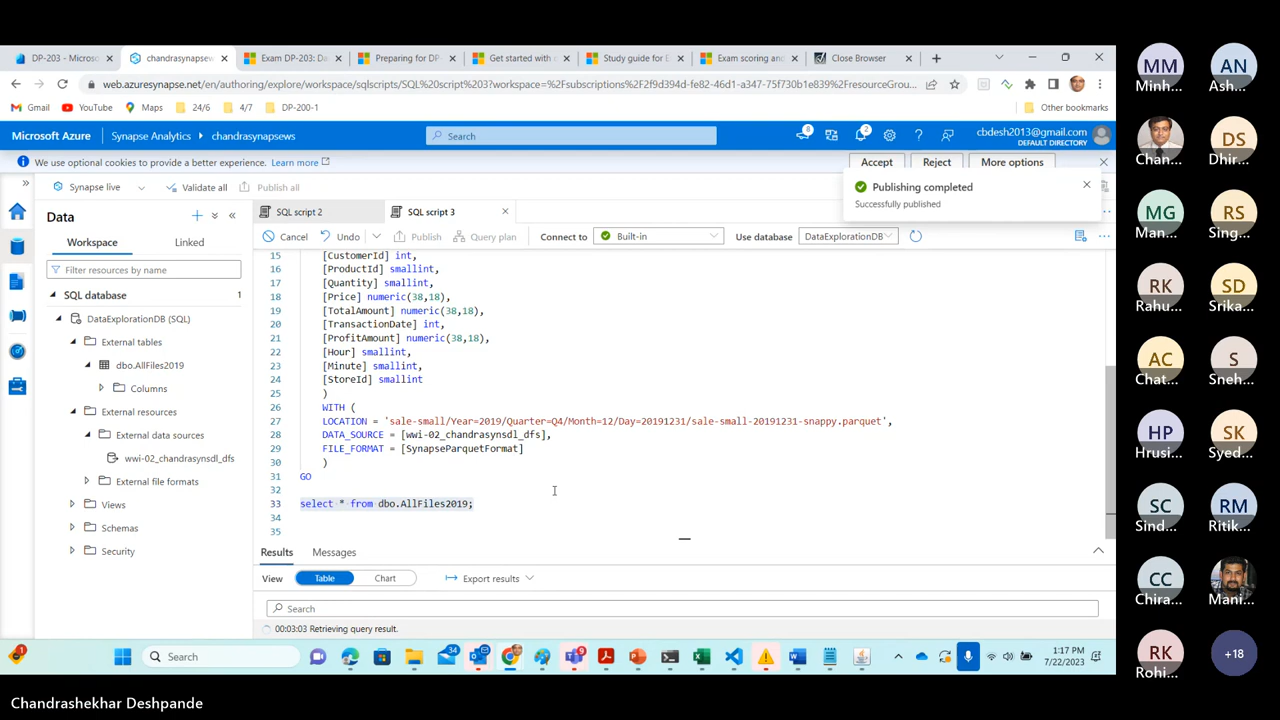 DP-203 - Microso
chandrasynapsew
Exam DP-203: Da
Preparing for DP-
Get started with
Study guide for E
Exam scoring an
Close Browser
web.azuresynapse.net/en/authoring/explore/workspace/sqlscripts/SQL%20script%203?workspace=%2Fsubscriptions%2F9d394d-fe82-46d1-a347-75f30b1a839%2FresourceGrou...
Gmail
YouTube
Maps
24/6
4/7
DP-200-1
Other bookmarks
Microsoft Azure
Synapse Analytics
chandrasynapsews
Search
8
2
cbdesh2013@gmail.com
DEFAULT DIRECTORY
We use optional cookies to provide a better experience. Learn more
Accept
Reject
More options
Synapse live
Validate all
Publish all
Publishing completed
Successfully published
Data
Workspace
Linked
Filter resources by name
SQL database
1
DataExplorationDB (SQL)
External tables
dbo.AllFiles2019
Columns
External resources
External data sources
wwi-02_chandrasynsdl_dfs
External file formats
Views
Schemas
Security
SQL script 2
SQL script 3
Cancel
Undo
Publish
Query plan
Connect to
Built-in
Use database
DataExplorationDB
15 [CustomerId] int,
16 [ProductId] smallint,
17 [Quantity] smallint,
18 [Price] numeric(38,18),
19 [TotalAmount] numeric(38,18),
20 [TransactionDate] int,
21 [ProfitAmount] numeric(38,18),
22 [Hour] smallint,
23 [Minute] smallint,
24 [StoreId] smallint
25 )
26 WITH (
27 LOCATION = 'sale-small/Year=2019/Quarter=Q4/Month=12/Day=20191231/sale-small-20191231-snappy.parquet',
28 DATA_SOURCE = [wwi-02_chandrasynsdl_dfs],
29 FILE_FORMAT = [SynapseParquetFormat]
30 )
31 GO
32
33 select * from dbo.AllFiles2019;
34
35
Results
Messages
View
Table
Chart
Export results
Search
00:03:03 Retrieving query result.
1
Search
34
9
1:17 PM
7/22/2023
MM
Minh...
AN
Ash...
Chan...
DS
Dhir...
MG
Man...
RS
Sing...
RK
Rahu...
SD
Srika...
AC
Chat...
S
Sneh...
HP
Hrusi...
SK
Syed...
SC
Sind...
RM
Ritik...
CC
Chira...
Mani...
RK
Rohi...
+18
Chandrashekhar Deshpande